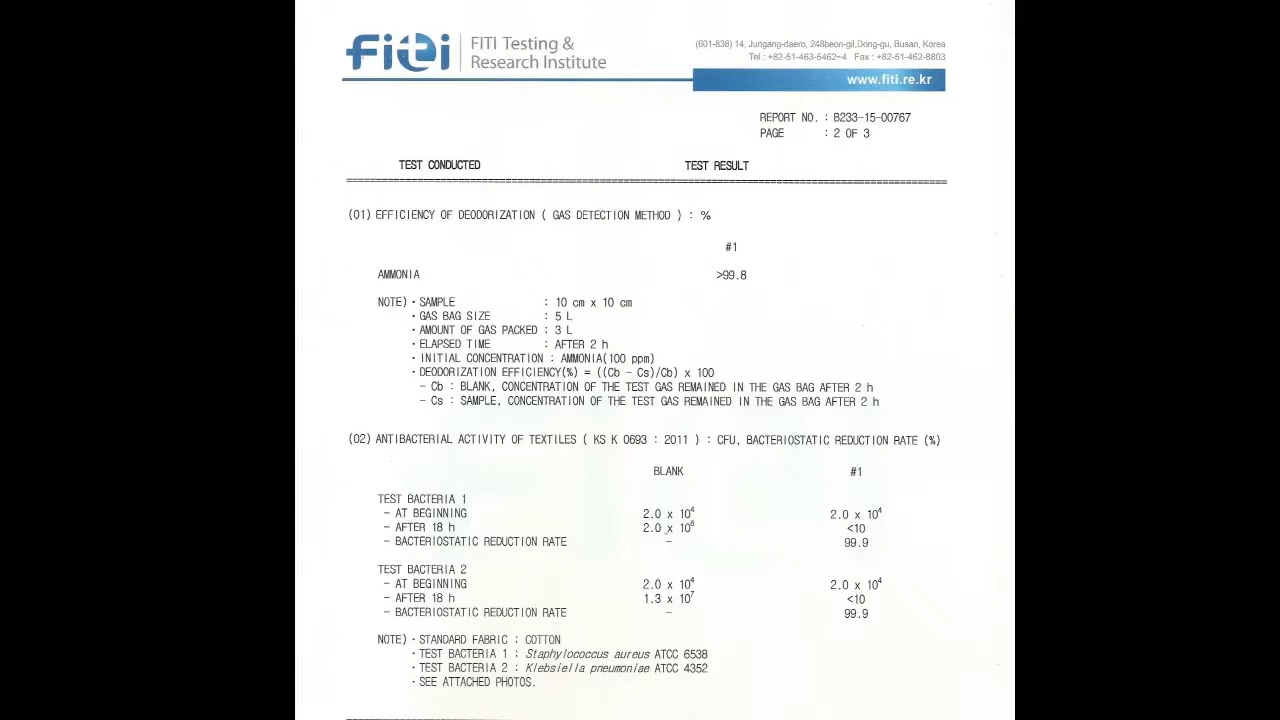 fiti
FITI Testing &
Research Institute
(601-838) 14, Jungang-daero, 248beon-gil,Dong-gu, Busan, Korea
Tel : +82-51-463-5462~4 Fax : +82-51-462-8803
www.fiti.re.kr
REPORT NO. : B233-15-00767
PAGE : 2 OF 3
TEST CONDUCTED TEST RESULT
(01) EFFICIENCY OF DEODORIZATION ( GAS DETECTION METHOD ) : %
#1
AMMONIA >99.8
NOTE) · SAMPLE : 10 cm x 10 cm
· GAS BAG SIZE : 5 L
· AMOUNT OF GAS PACKED : 3 L
· ELAPSED TIME : AFTER 2 h
· INITIAL CONCENTRATION : AMMONIA(100 ppm)
· DEODORIZATION EFFICIENCY(%) = ((Cb - Cs)/Cb) x 100
- Cb : BLANK, CONCENTRATION OF THE TEST GAS REMAINED IN THE GAS BAG AFTER 2 h
- Cs : SAMPLE, CONCENTRATION OF THE TEST GAS REMAINED IN THE GAS BAG AFTER 2 h
(02) ANTIBACTERIAL ACTIVITY OF TEXTILES ( KS K 0693 : 2011 ) : CFU, BACTERIOSTATIC REDUCTION RATE (%)
BLANK #1
TEST BACTERIA 1
- AT BEGINNING 2.0 x 10⁴ 2.0 x 10⁴
- AFTER 18 h 2.0 x 10⁶ <10
- BACTERIOSTATIC REDUCTION RATE - 99.9
TEST BACTERIA 2
- AT BEGINNING 2.0 x 10⁴ 2.0 x 10⁴
- AFTER 18 h 1.3 x 10⁷ <10
- BACTERIOSTATIC REDUCTION RATE - 99.9
NOTE) · STANDARD FABRIC : COTTON
· TEST BACTERIA 1 : Staphylococcus aureus ATCC 6538
· TEST BACTERIA 2 : Klebsiella pneumoniae ATCC 4352
· SEE ATTACHED PHOTOS.